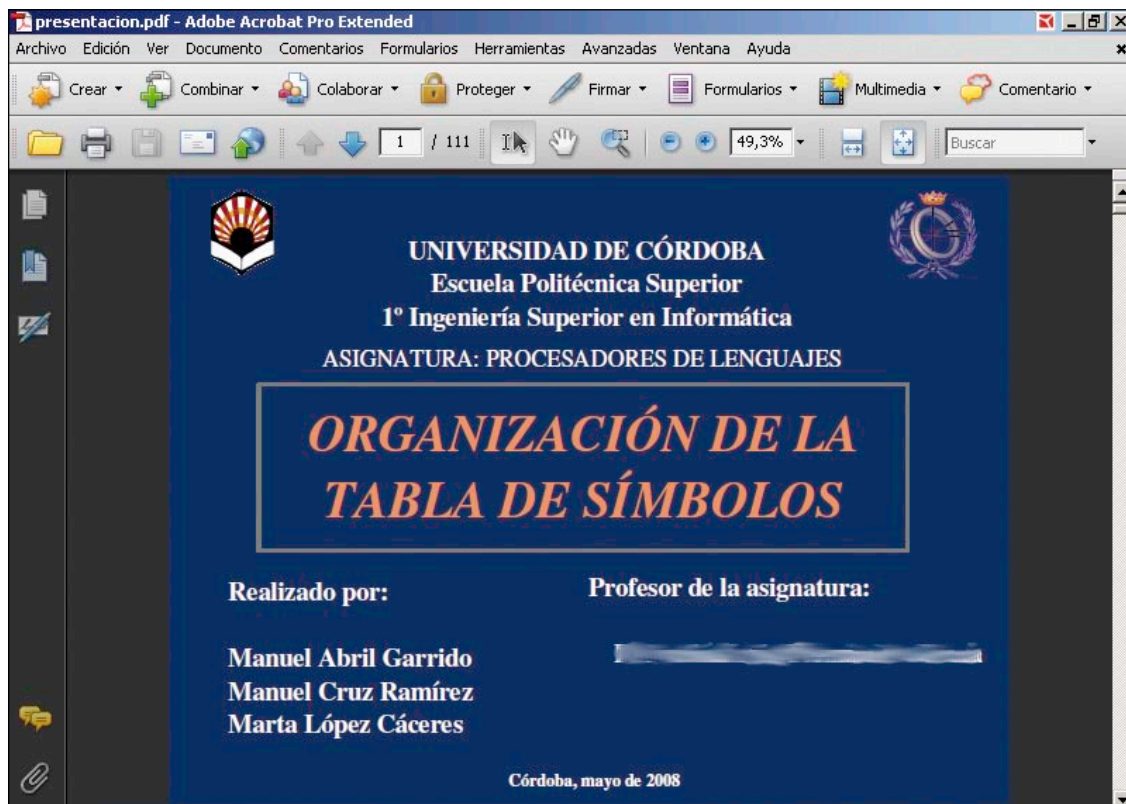 presentacion.pdf - Adobe Acrobat Pro Extended
Archivo Edición Ver Documento Comentarios Formularios Herramientas Avanzadas Ventana Ayuda
Crear Combinar Colaborar Proteger Firmar Formularios Multimedia Comentario
1 / 111 49,3% Buscar
UNIVERSIDAD DE CÓRDOBA
Escuela Politécnica Superior
1º Ingeniería Superior en Informática
ASIGNATURA: PROCESADORES DE LENGUAJES
ORGANIZACIÓN DE LA
TABLA DE SÍMBOLOS
Realizado por:
Manuel Abril Garrido
Manuel Cruz Ramírez
Marta López Cáceres
Profesor de la asignatura:
Córdoba, mayo de 2008